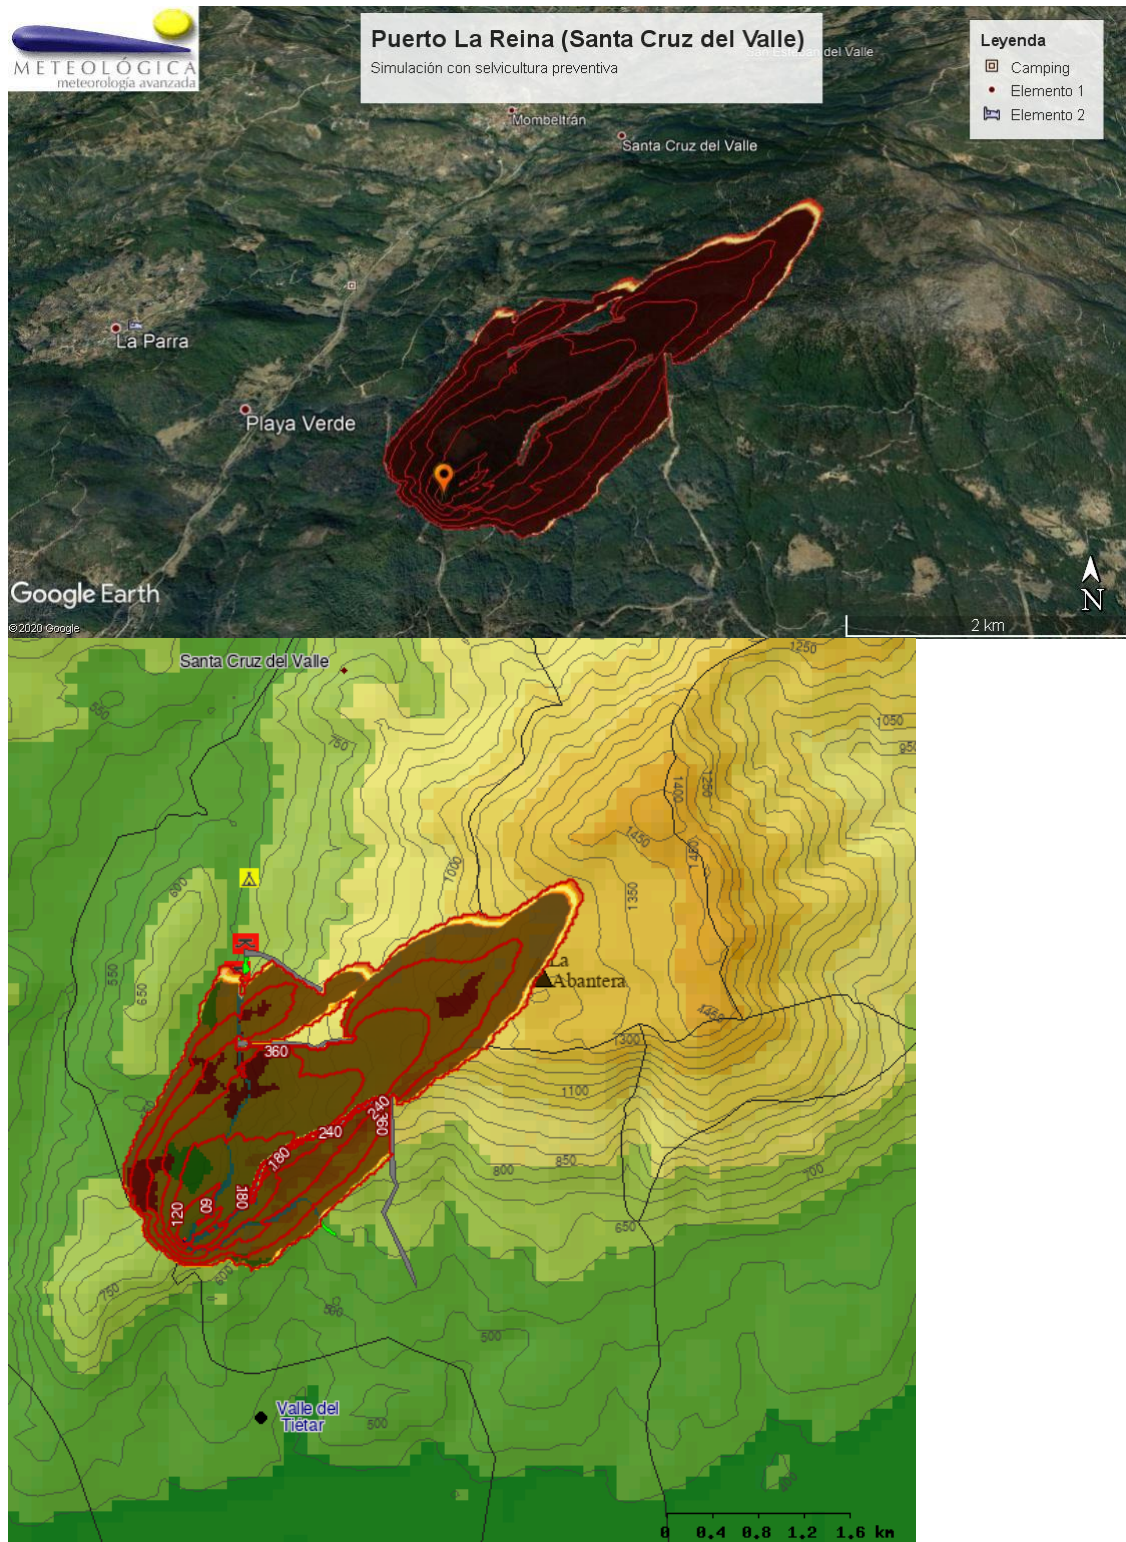 METEOLÓGICA
meteorología avanzada
Puerto La Reina (Santa Cruz del Valle)
Simulación con selvicultura preventiva
del Valle
Leyenda
Camping
Elemento 1
Elemento 2
Mombeltrán
Santa Cruz del Valle
La Parra
Playa Verde
Google Earth
©2020 Google
N
2 km
Santa Cruz del Valle
1250
550
750
1050
950
1400
1250
1450
1450
1000
600
1350
550
650
K
La
Abantera
1450
1300
360
1100
240
360
240
850
800
700
180
180
60
120
650
600
750
500
500
Valle del
Tiétar
500
0 0.4 0.8 1.2 1.6 km